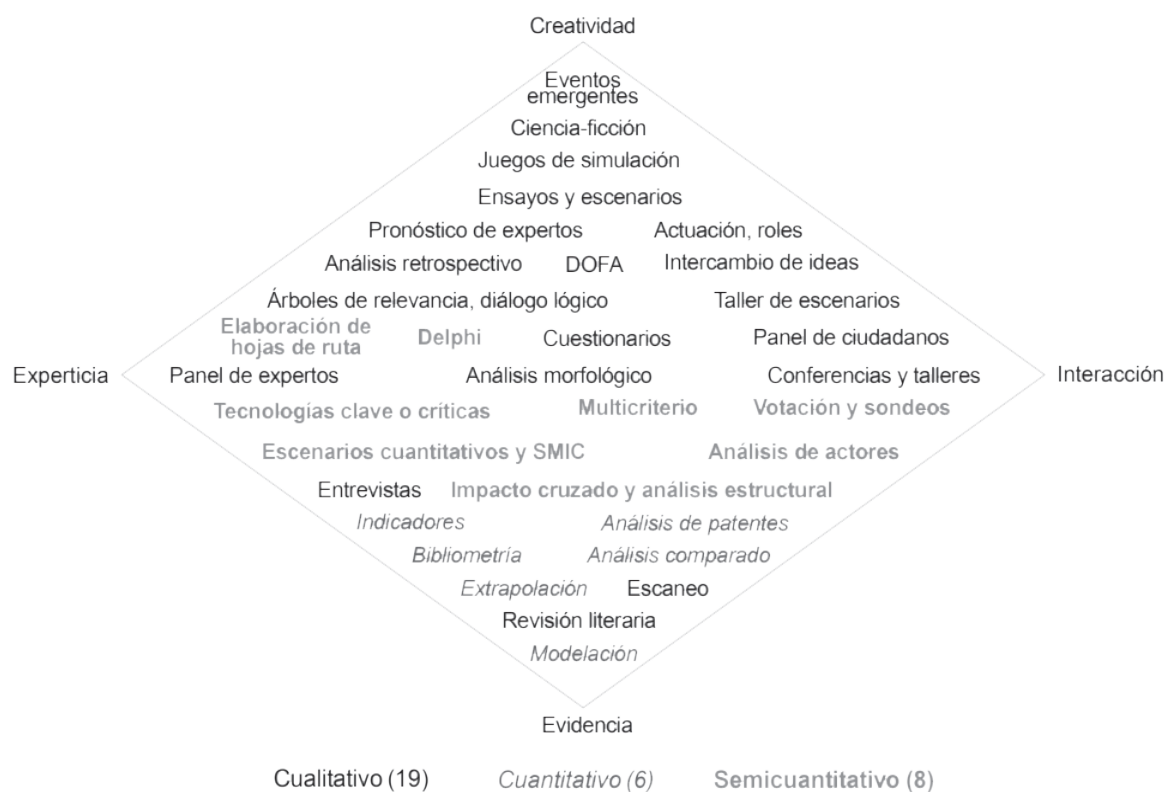 Creatividad
Eventos
emergentes
Ciencia-ficción
Juegos de simulación
Ensayos y escenarios
Pronóstico de expertos Actuación, roles
Análisis retrospectivo DOFA Intercambio de ideas
Árboles de relevancia, diálogo lógico Taller de escenarios
Elaboración de
hojas de ruta Delphi Cuestionarios Panel de ciudadanos
Experticia Panel de expertos Análisis morfológico Conferencias y talleres Interacción
Tecnologías clave o críticas Multicriterio Votación y sondeos
Escenarios cuantitativos y SMIC Análisis de actores
Entrevistas Impacto cruzado y análisis estructural
Indicadores Análisis de patentes
Bibliometría Análisis comparado
Extrapolación Escaneo
Revisión literaria
Modelación
Evidencia
Cualitativo (19) Cuantitativo (6) Semicuantitativo (8)